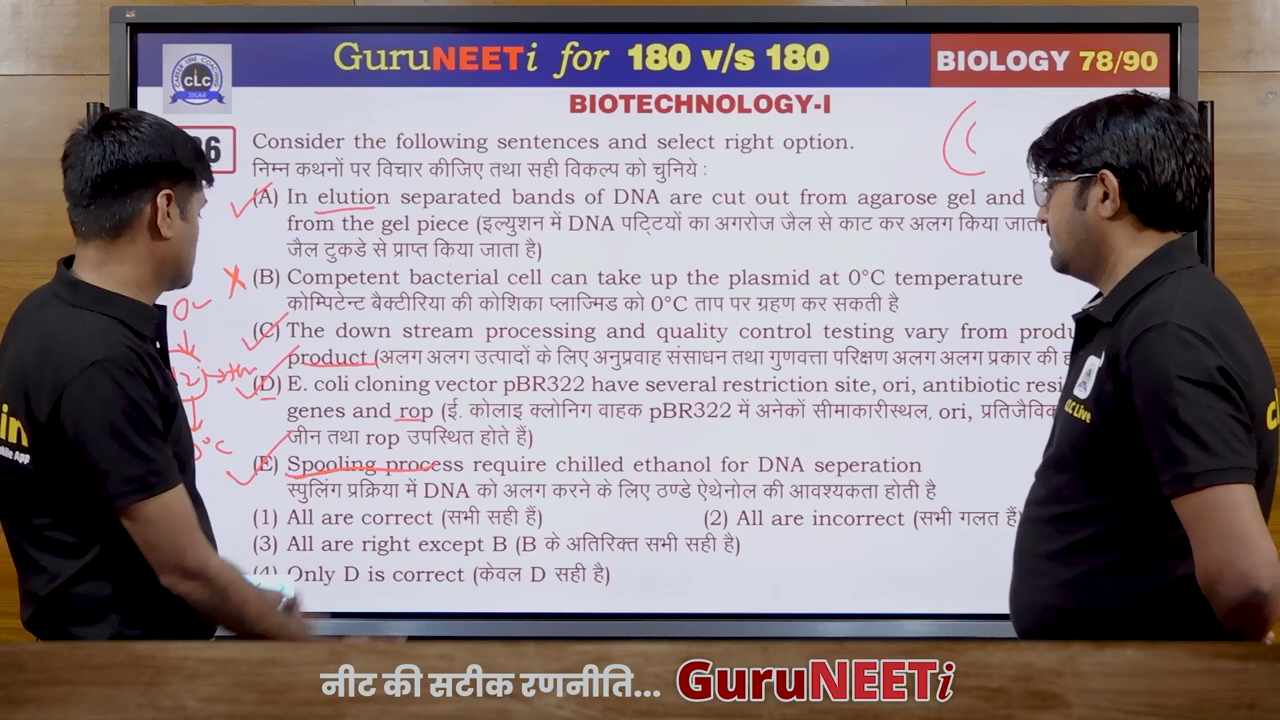 GuruNEETi for 180 v/s 180
BIOLOGY 78/90
CAREER LINE COACHING
CLC
BIOTECHNOLOGY-I
Consider the following sentences and select right option.
निम्न कथनों पर विचार कीजिए तथा सही विकल्प को चुनिये :
(A) In elution separated bands of DNA are cut out from agarose gel and
from the gel piece (इल्युशन में DNA पट्टियों का अगरोज जैल से काट कर अलग किया जाता
जैल टुकडे से प्राप्त किया जाता है)
(B) Competent bacterial cell can take up the plasmid at 0°C temperature
कोम्पिटेन्ट बैक्टीरिया की कोशिका प्लाज्मिड को 0°C ताप पर ग्रहण कर सकती है
(C) The down stream processing and quality control testing vary from
product (अलग अलग उत्पादों के लिए अनुप्रवाह संसाधन तथा गुणवत्ता परिक्षण अलग अलग प्रकार की
(D) E. coli cloning vector pBR322 have several restriction site, ori, antibiotic
genes and rop (ई. कोलाइ क्लोनिग वाहक pBR322 में अनेकों सीमाकारीस्थल, ori,
जीन तथा rop उपस्थित होते हैं)
(E) Spooling process require chilled ethanol for DNA seperation
स्पुलिंग प्रक्रिया में DNA को अलग करने के लिए ठण्डे ऐथेनोल की आवश्यकता होती है
(1) All are correct (सभी सही हैं)
(2) All are incorrect (सभी गलत हैं)
(3) All are right except B (B के अतिरिक्त सभी सही है)
(4) Only D is correct (केवल D सही है)
CLC Live
नीट की सटीक रणनीति... GuruNEETi